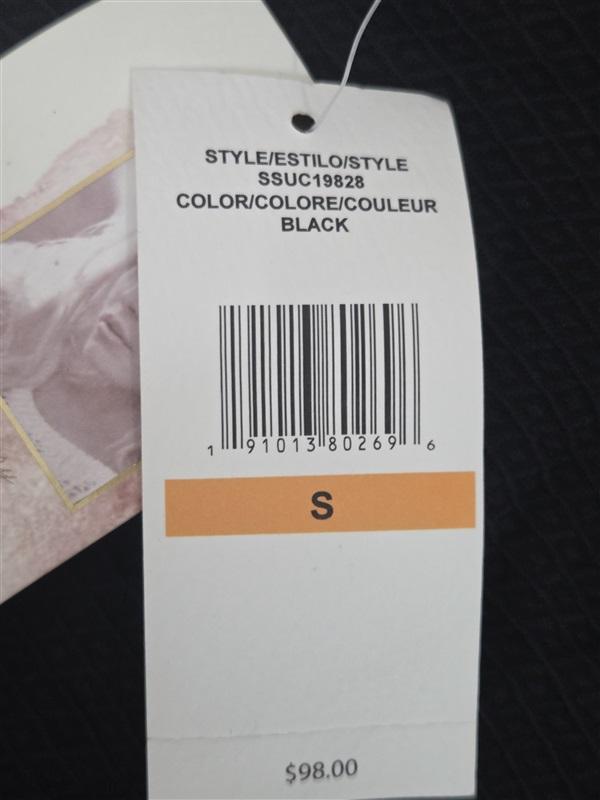 STYLE/ESTILO/STYLE
SSUC19828
COLOR/COLORE/COULEUR
BLACK
1 91013 80269 6
S
$98.00